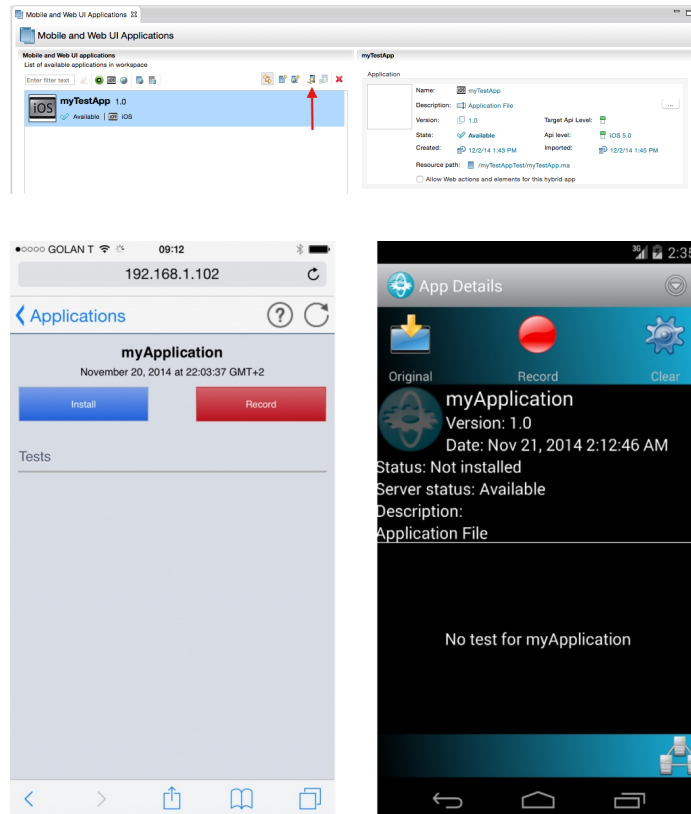 Mobile and Web UI Applications
Mobile and Web UI Applications
Mobile and Web UI applications
List of available applications in workspace
Enter filter text
iOS
myTestApp 1.0
Available | iOS
myTestApp
Application
Name: myTestApp
Description: Application File
...
Version: 1.0 Target Api Level:
State: Available Api level: iOS 5.0
Created: 12/2/14 1:43 PM Imported: 12/2/14 1:45 PM
Resource path: /myTestAppTest/myTestApp.ma
Allow Web actions and elements for this hybrid app
GOLAN T 09:12
192.168.1.102
Applications ?
myApplication
November 20, 2014 at 22:03:37 GMT+2
Install Record
Tests
3G 2:35
App Details
Original Record Clear
myApplication
Version: 1.0
Date: Nov 21, 2014 2:12:46 AM
Status: Not installed
Server status: Available
Description:
Application File
No test for myApplication